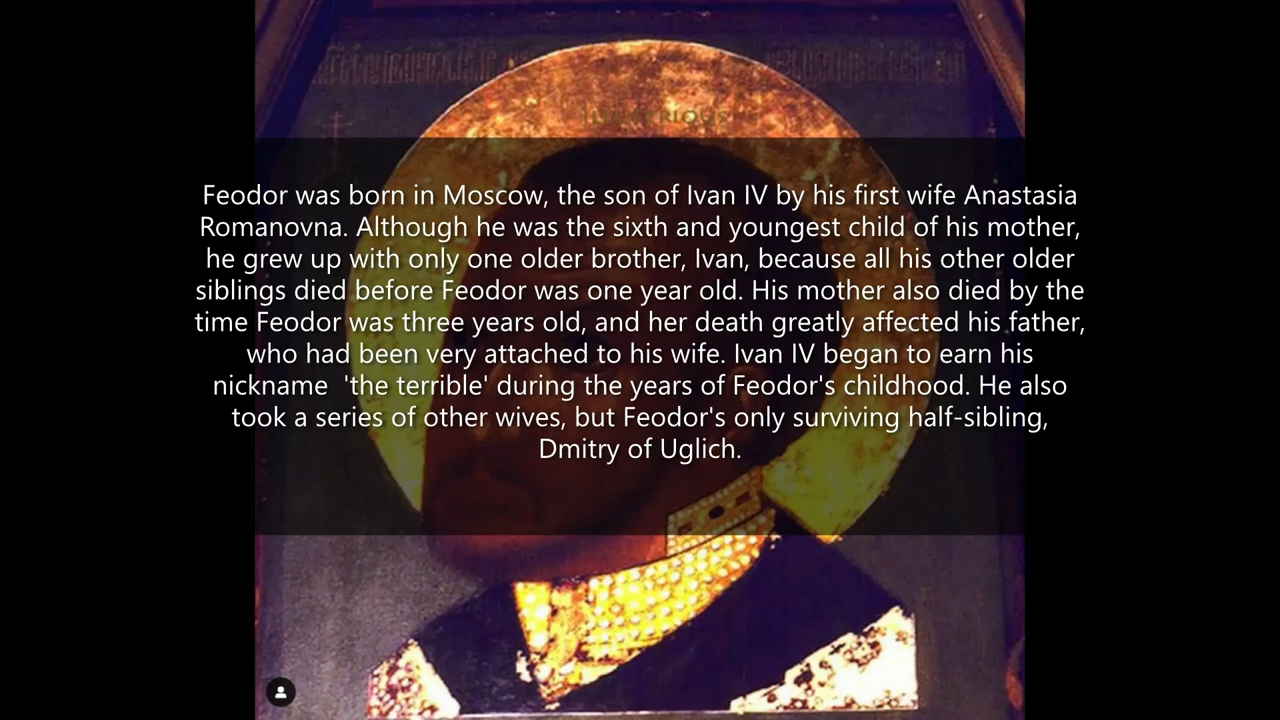 Feodor was born in Moscow, the son of Ivan IV by his first wife Anastasia
Romanovna. Although he was the sixth and youngest child of his mother,
he grew up with only one older brother, Ivan, because all his other older
siblings died before Feodor was one year old. His mother also died by the
time Feodor was three years old, and her death greatly affected his father,
who had been very attached to his wife. Ivan IV began to earn his
nickname  'the terrible' during the years of Feodor's childhood. He also
took a series of other wives, but Feodor's only surviving half-sibling,
Dmitry of Uglich.